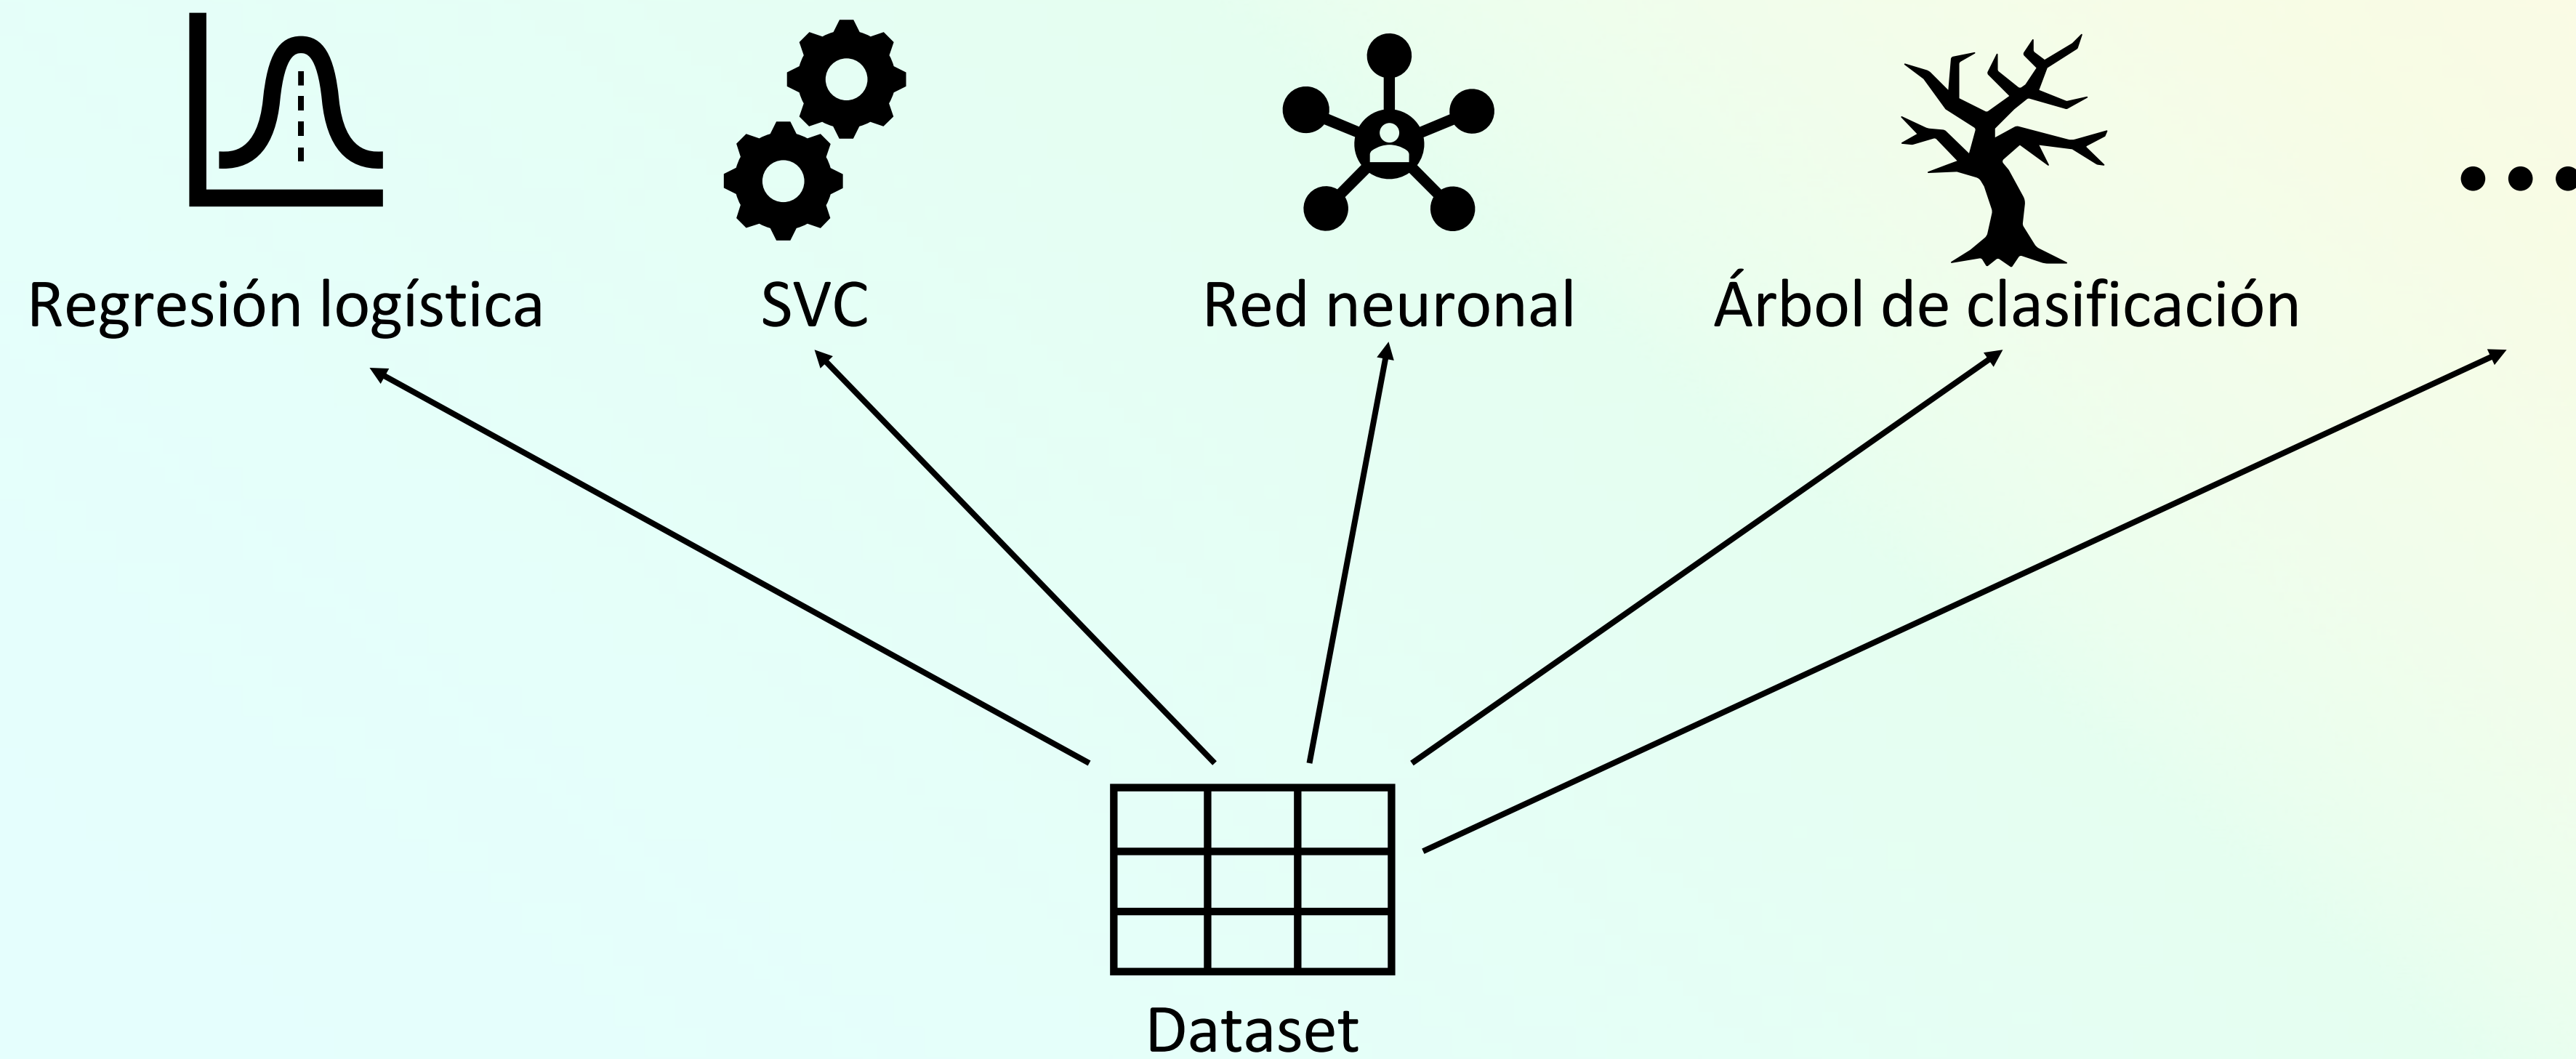 Regresión logística
SVC
Red neuronal
Árbol de clasificación
...
Dataset